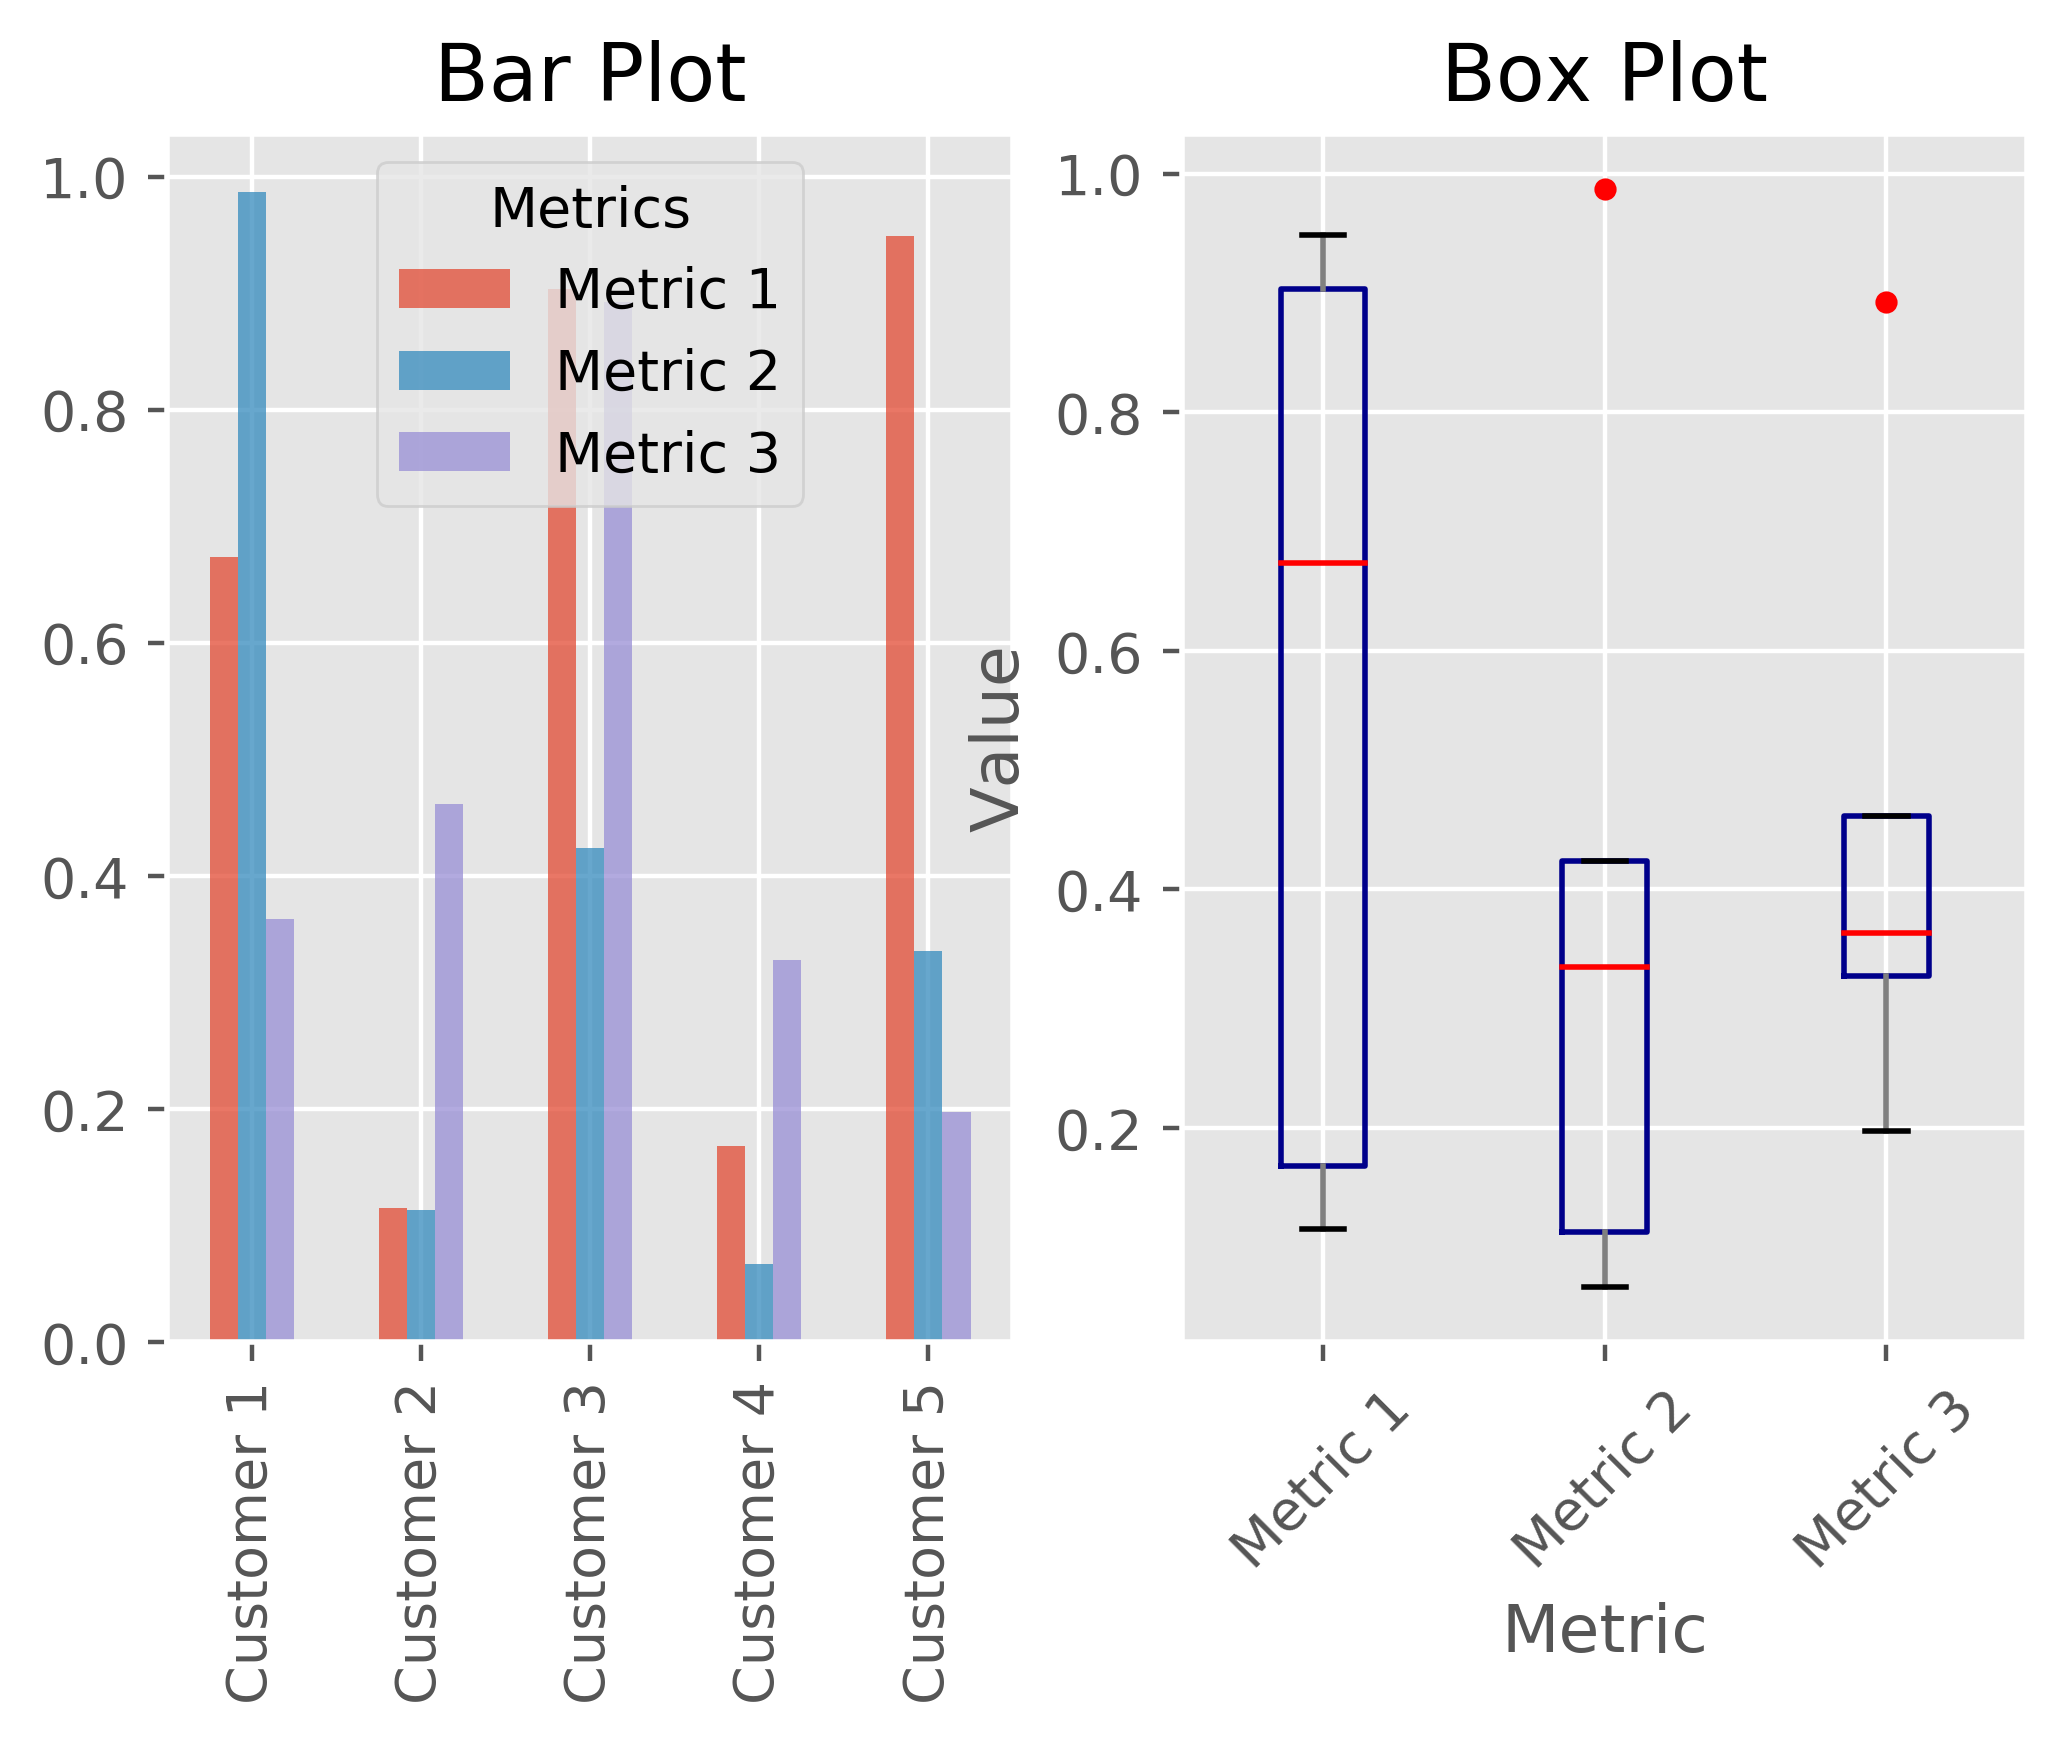 Bar Plot
1.0
0.8
0.6
0.4
0.2
0.0
Metrics
Metric 1
Metric 2
Metric 3
Customer 1
Customer 2
Customer 3
Customer 4
Customer 5
Box Plot
Value
1.0
0.8
0.6
0.4
0.2
Metric 1
Metric 2
Metric 3
Metric